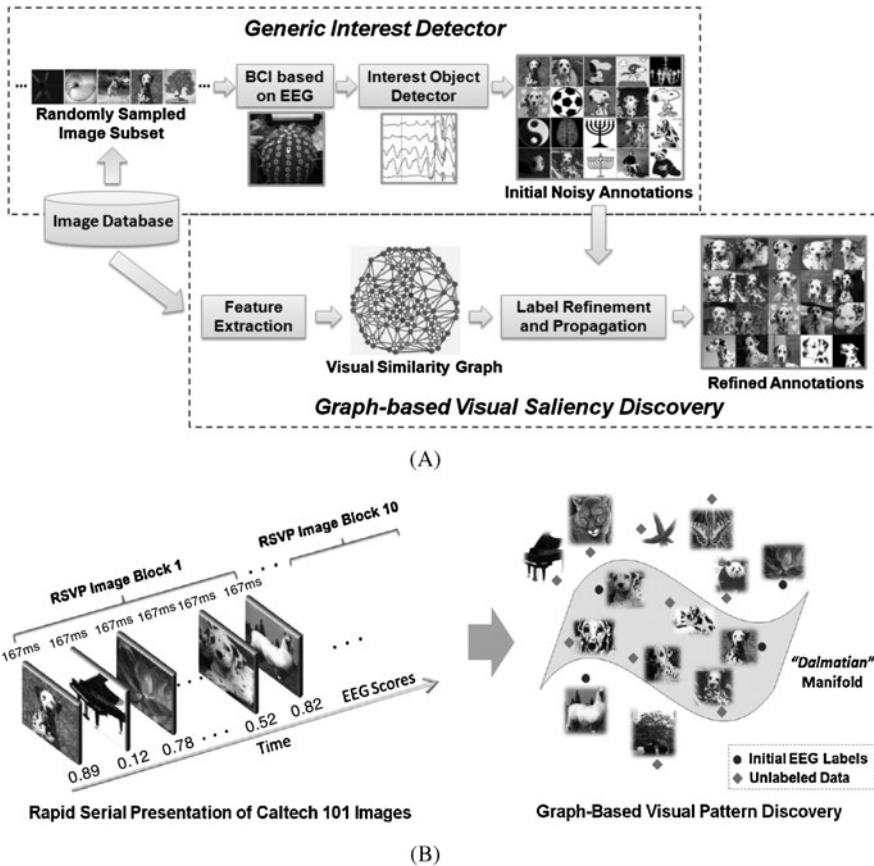 Generic Interest Detector
...
...
Randomly Sampled
Image Subset
BCI based
on EEG
Interest Object
Detector
Initial Noisy Annotations
Image Database
Feature
Extraction
Visual Similarity Graph
Label Refinement
and Propagation
Refined Annotations
Graph-based Visual Saliency Discovery
(A)
RSVP Image Block 1
. . . .
RSVP Image Block 10
167ms
167ms
167ms
167ms
167ms
167ms
. . .
. . .
0.89
0.12
0.78
. . .
0.52
0.82
EEG Scores
Time
Rapid Serial Presentation of Caltech 101 Images
"Dalmatian"
Manifold
Initial EEG Labels
Unlabeled Data
Graph-Based Visual Pattern Discovery
(B)